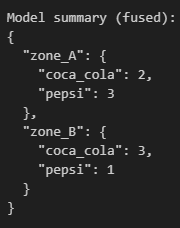 Model summary (fused):
{
  "zone_A": {
    "coca_cola": 2,
    "pepsi": 3
  },
  "zone_B": {
    "coca_cola": 3,
    "pepsi": 1
  }
}